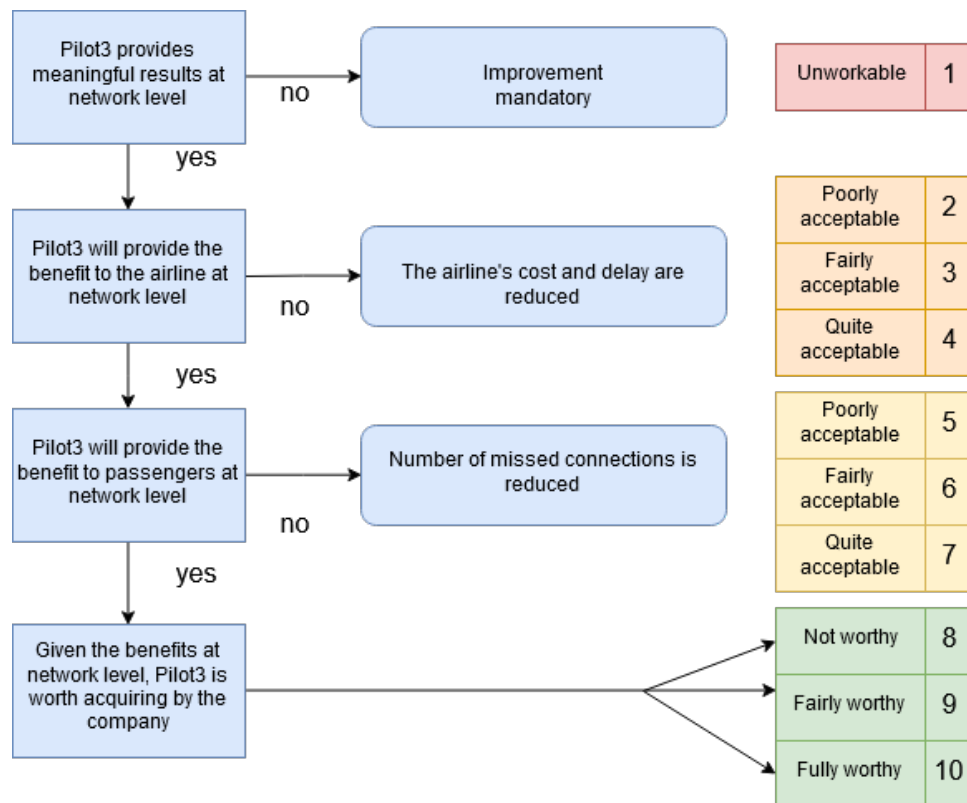 Pilot3 provides
meaningful results at
network level
no
Improvement
mandatory
Unworkable
1
yes
Pilot3 will provide the
benefit to the airline at
network level
no
The airline's cost and delay are
reduced
Poorly
acceptable
2
Fairly
acceptable
3
Quite
acceptable
4
yes
Pilot3 will provide the
benefit to passengers at
network level
no
Number of missed connections is
reduced
Poorly
acceptable
5
Fairly
acceptable
6
Quite
acceptable
7
yes
Given the benefits at
network level, Pilot3 is
worth acquiring by the
company
Not worthy
8
Fairly worthy
9
Fully worthy
10